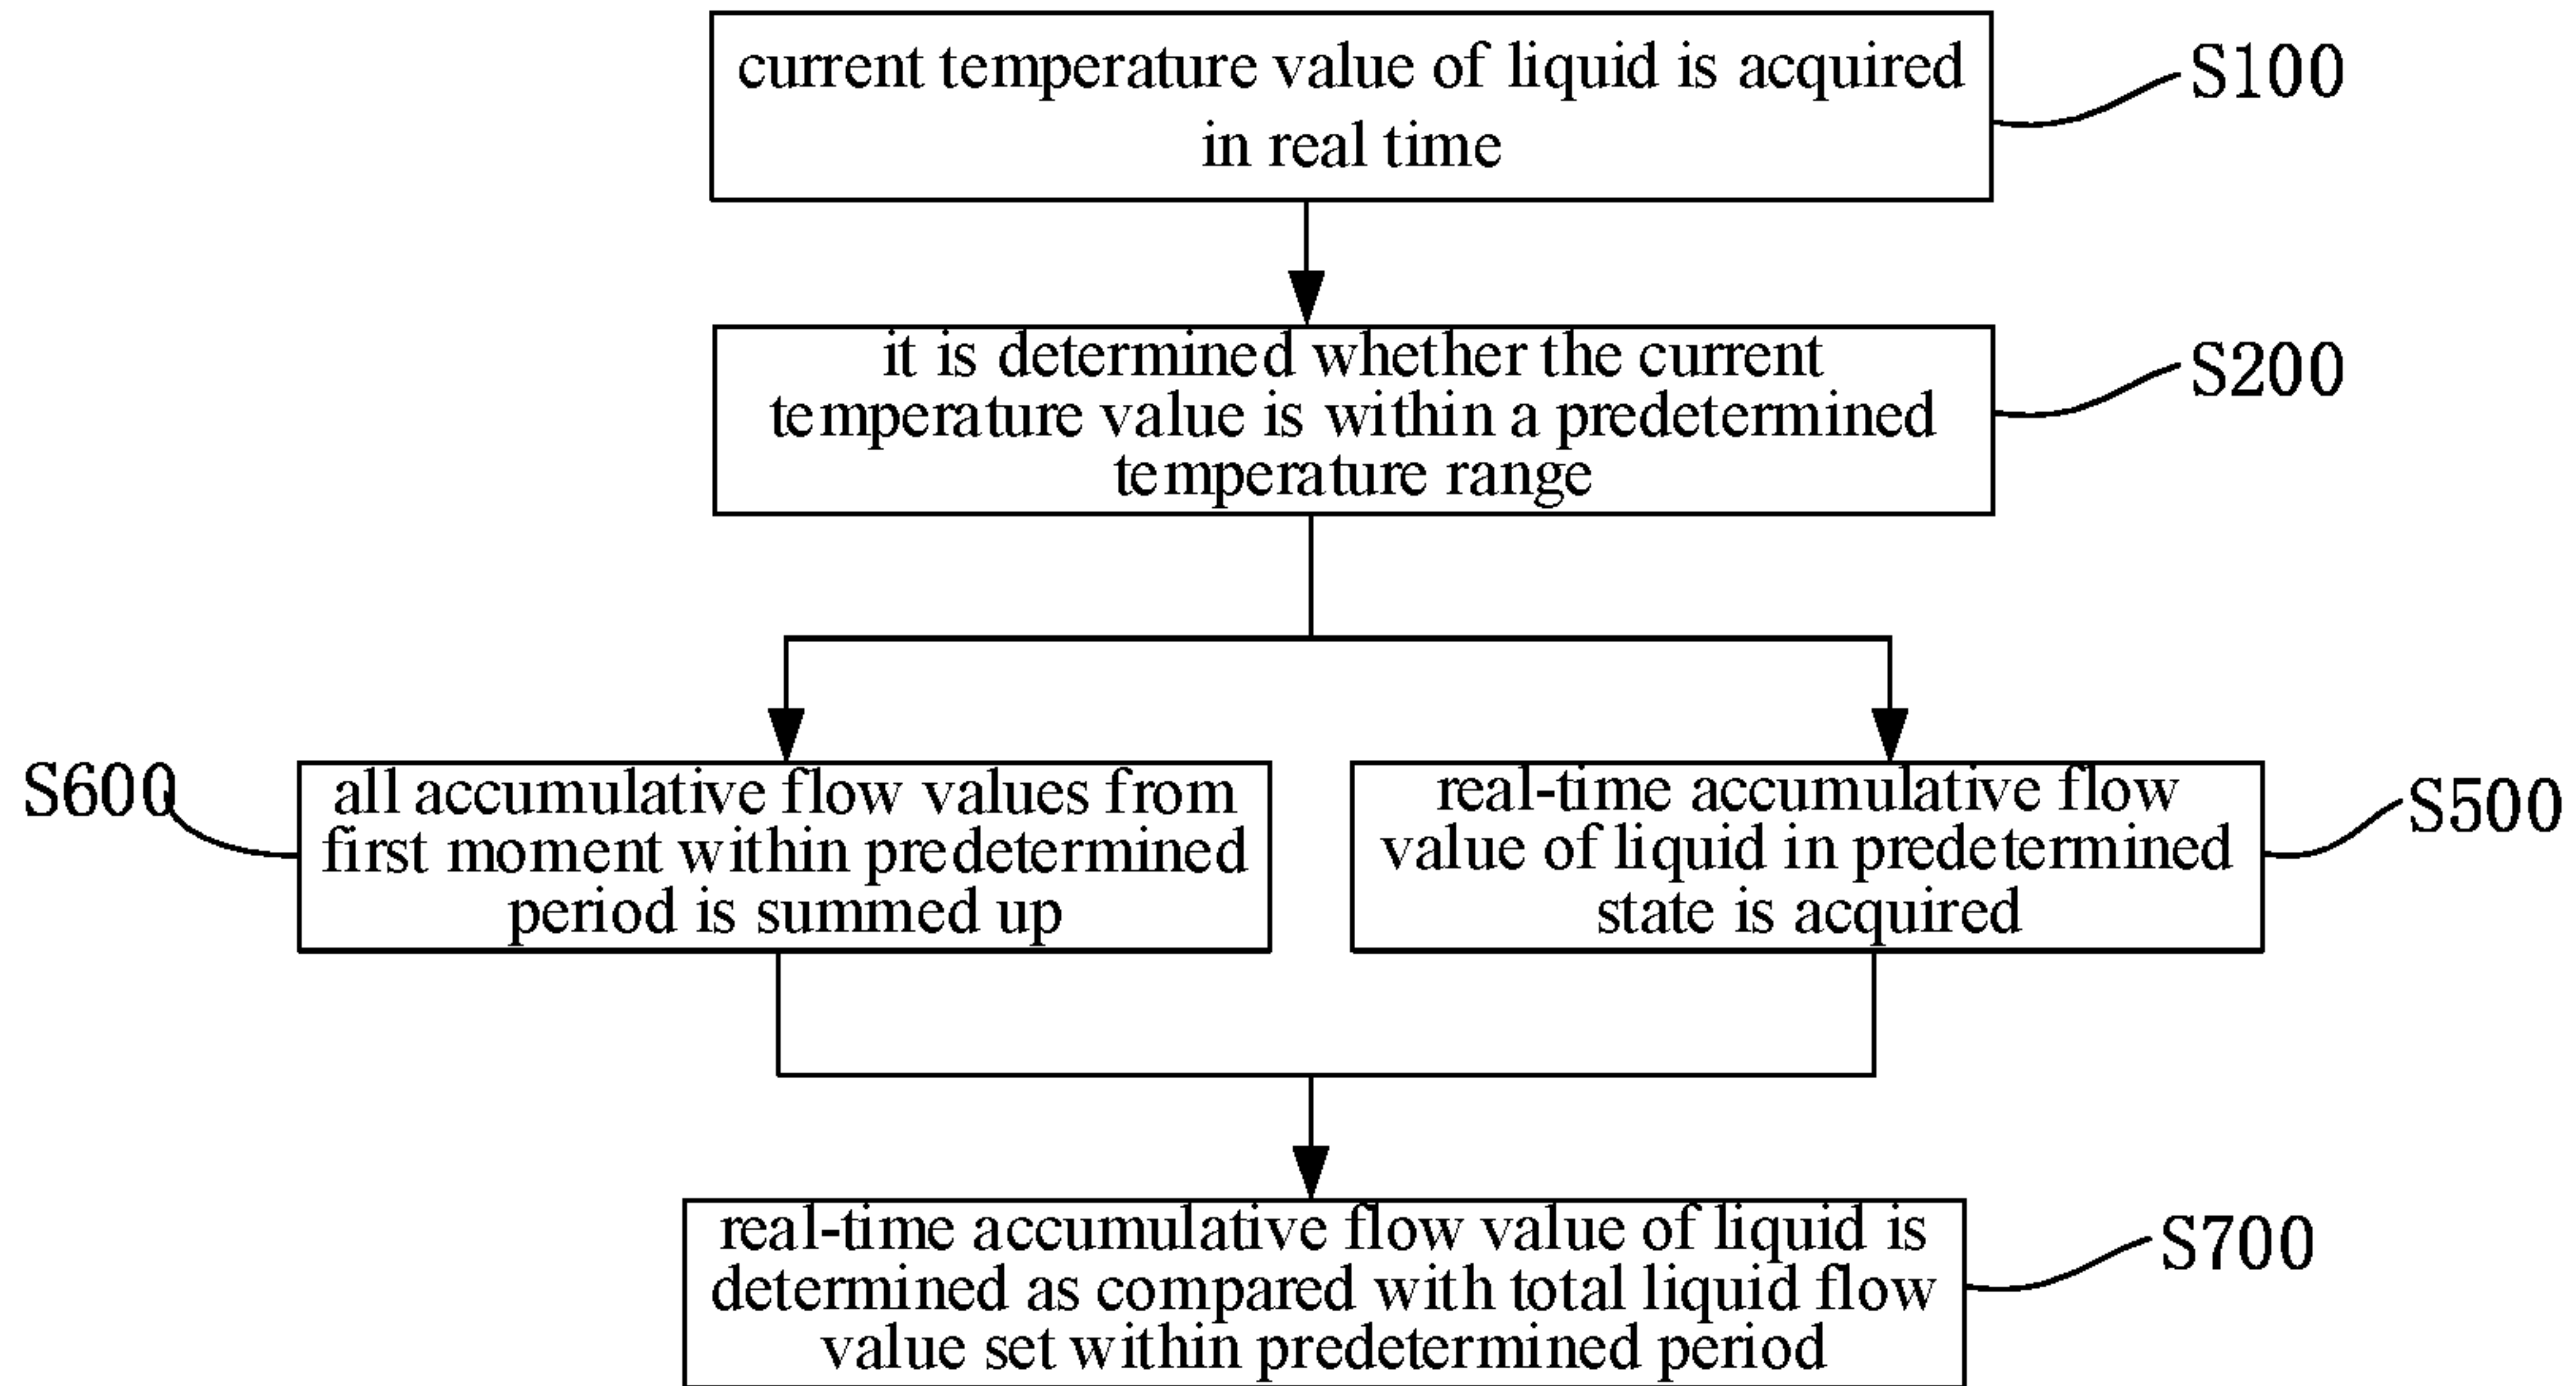 current temperature value of liquid is acquired
in real time
S100
it is determined whether the current
temperature value is within a predetermined
temperature range
S200
S600
all accumulative flow values from
first moment within predetermined
period is summed up
real-time accumulative flow
value of liquid in predetermined
state is acquired
S500
real-time accumulative flow value of liquid is
determined as compared with total liquid flow
value set within predetermined period
S700